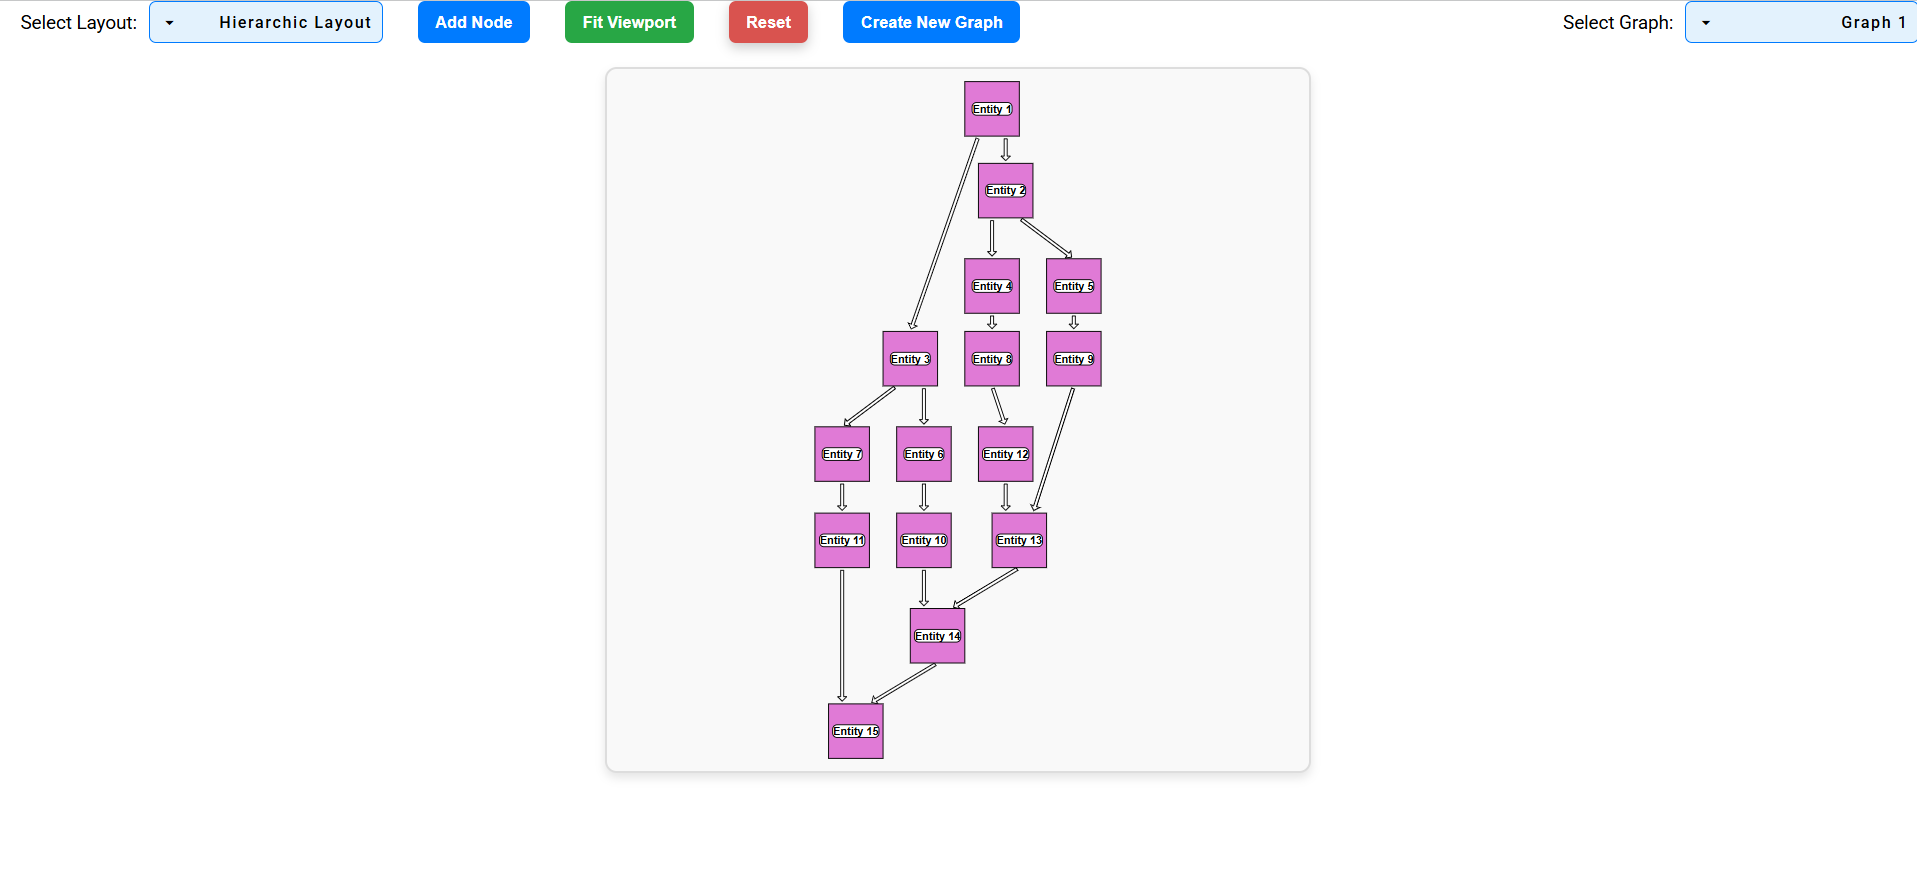 Select Layout:
Hierarchic Layout
Add Node
Fit Viewport
Reset
Create New Graph
Select Graph:
Graph 1
Entity 1
Entity 2
Entity 4
Entity 5
Entity 3
Entity 8
Entity 9
Entity 7
Entity 6
Entity 12
Entity 11
Entity 10
Entity 13
Entity 14
Entity 15